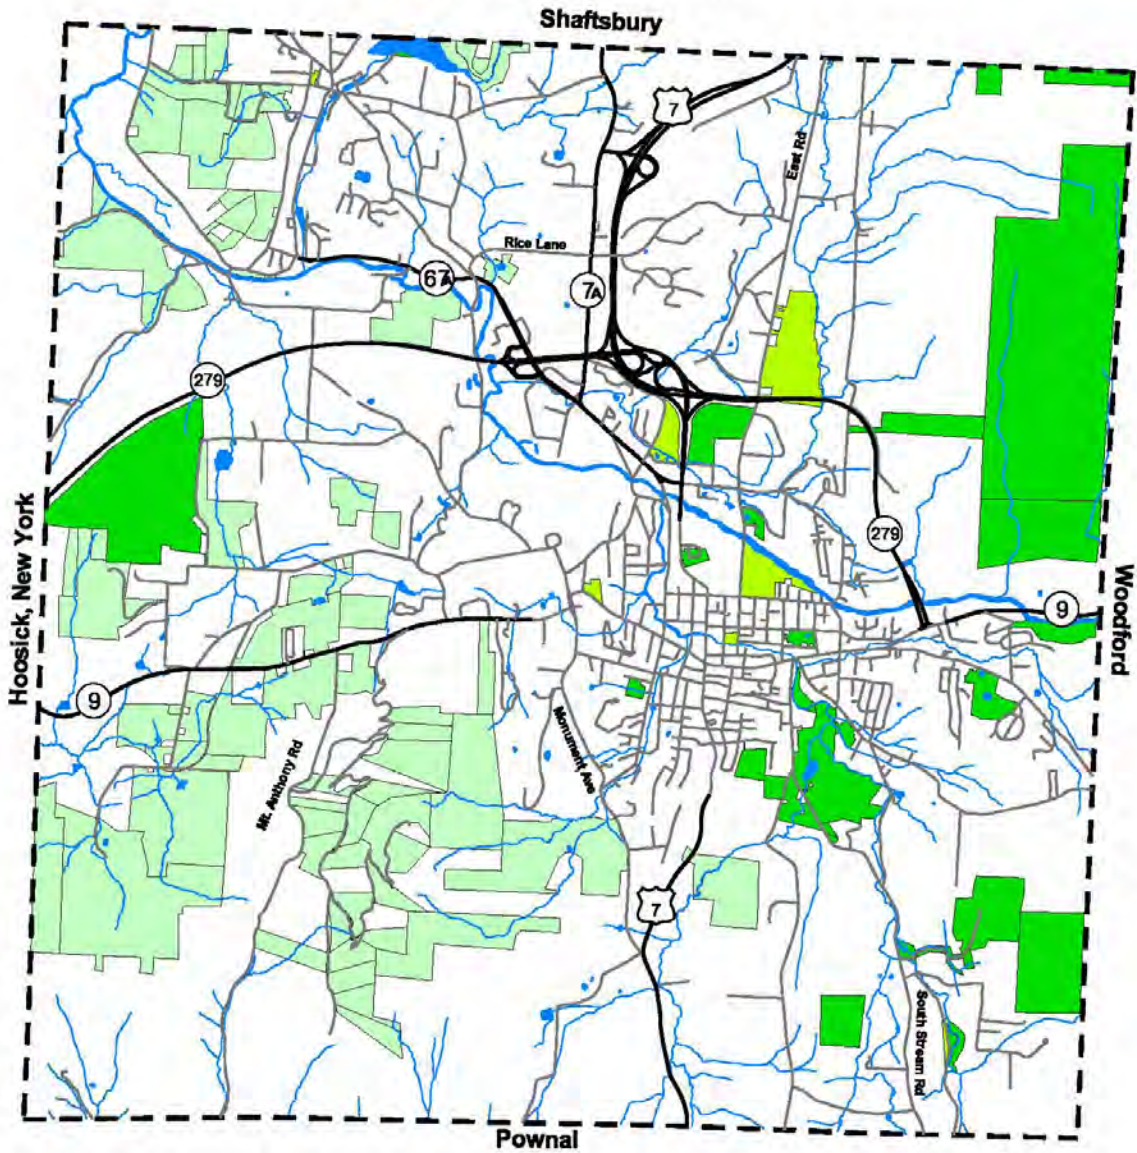 Shaftsbury
7
East Rd
Rice Lane
67A
7A
279
Hoosick, New York
279
Woodford
9
9
Monument Ave
Mt. Anthony Rd
7
South Stream Rd
Pownal